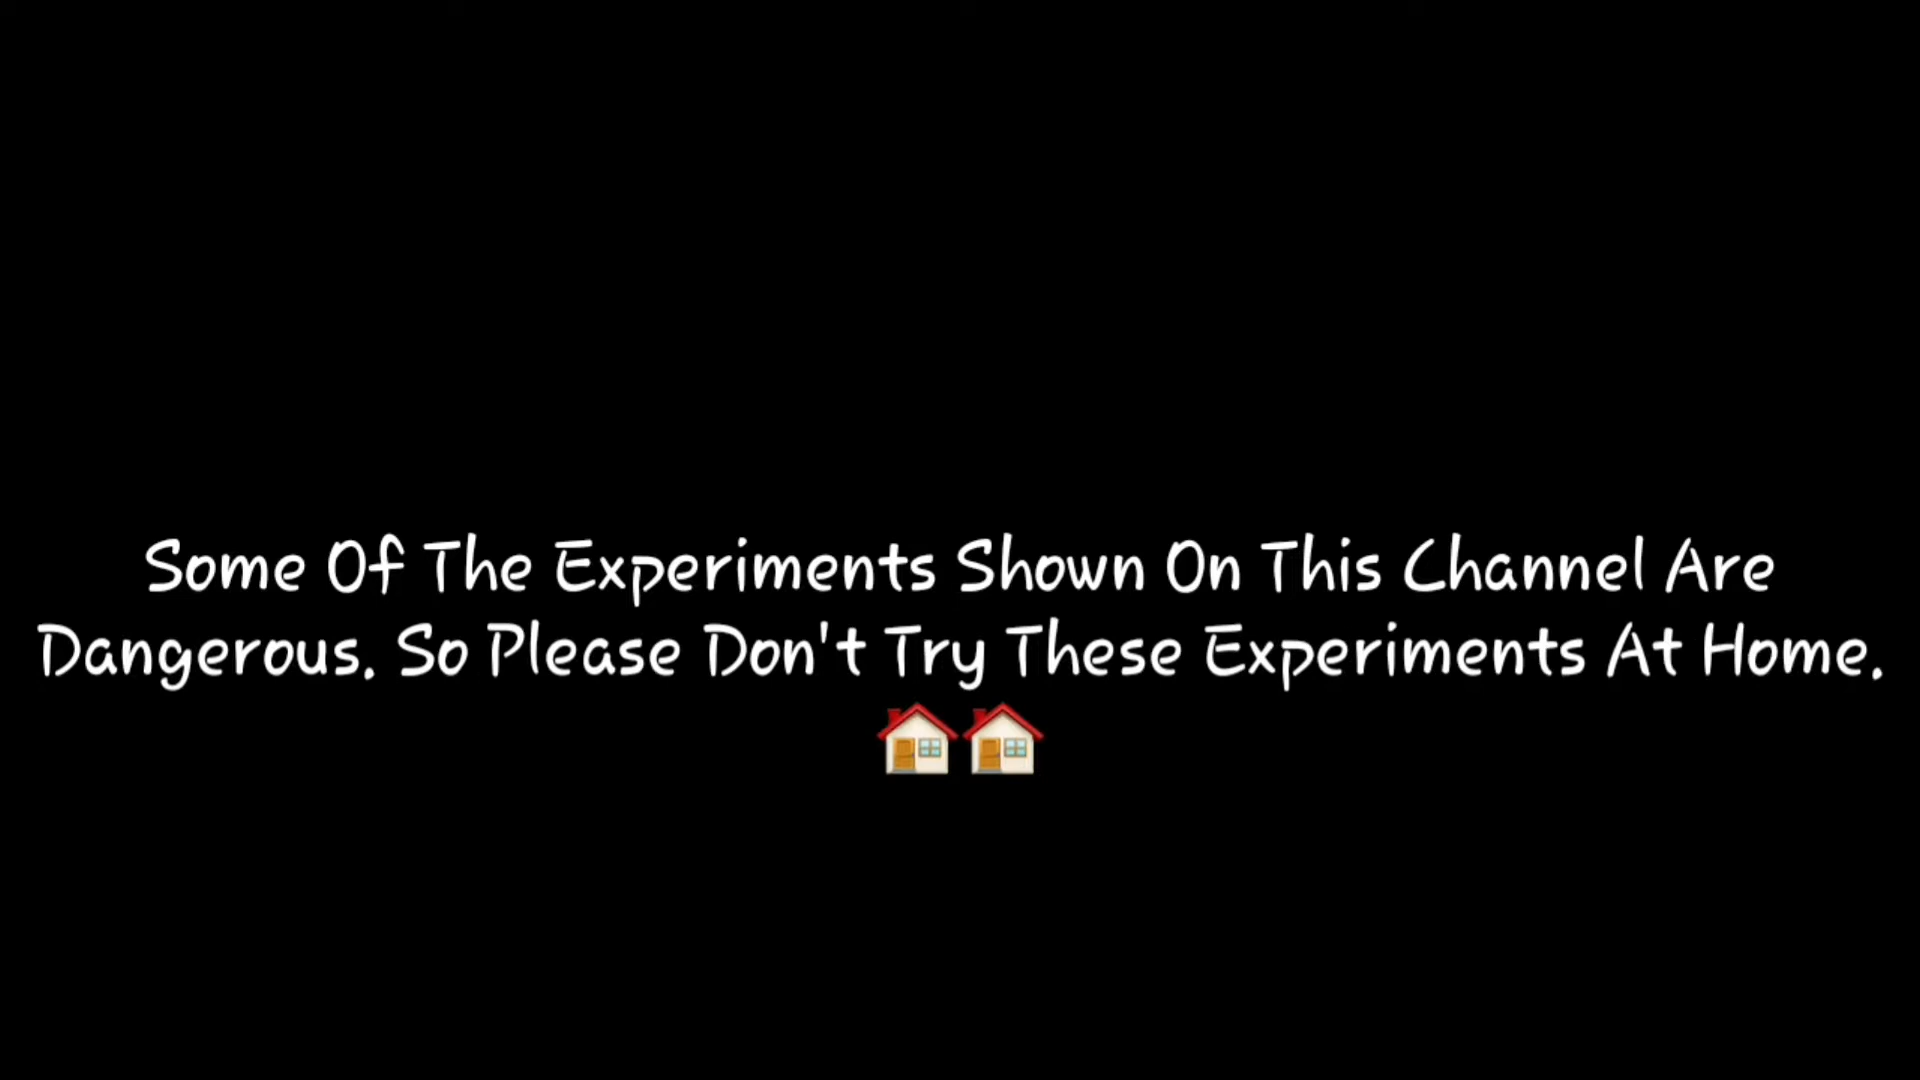 Some Of The Experiments Shown On This Channel Are
Dangerous. So Please Don't Try These Experiments At Home.
🏠🏠